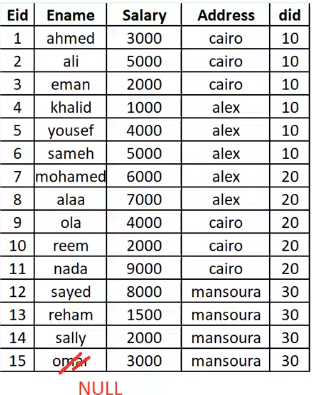 Eid Ename Salary Address did
1 ahmed 3000 cairo 10
2 ali 5000 cairo 10
3 eman 2000 cairo 10
4 khalid 1000 alex 10
5 yousef 4000 alex 10
6 sameh 5000 alex 10
7 mohamed 6000 alex 20
8 alaa 7000 alex 20
9 ola 4000 cairo 20
10 reem 2000 cairo 20
11 nada 9000 cairo 20
12 sayed 8000 mansoura 30
13 reham 1500 mansoura 30
14 sally 2000 mansoura 30
15 omar 3000 mansoura 30
NULL